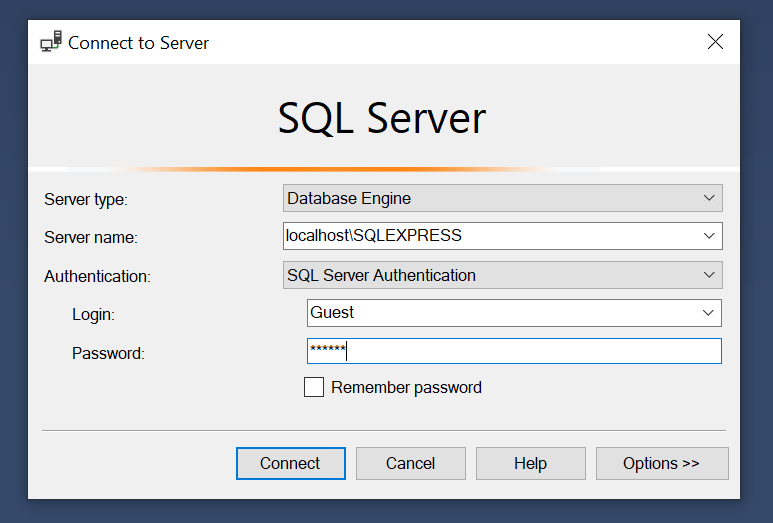 Connect to Server
SQL Server
Server type: Database Engine
Server name: localhost\SQLEXPRESS
Authentication: SQL Server Authentication
Login: Guest
Password: ******
Remember password
Connect Cancel Help Options >>